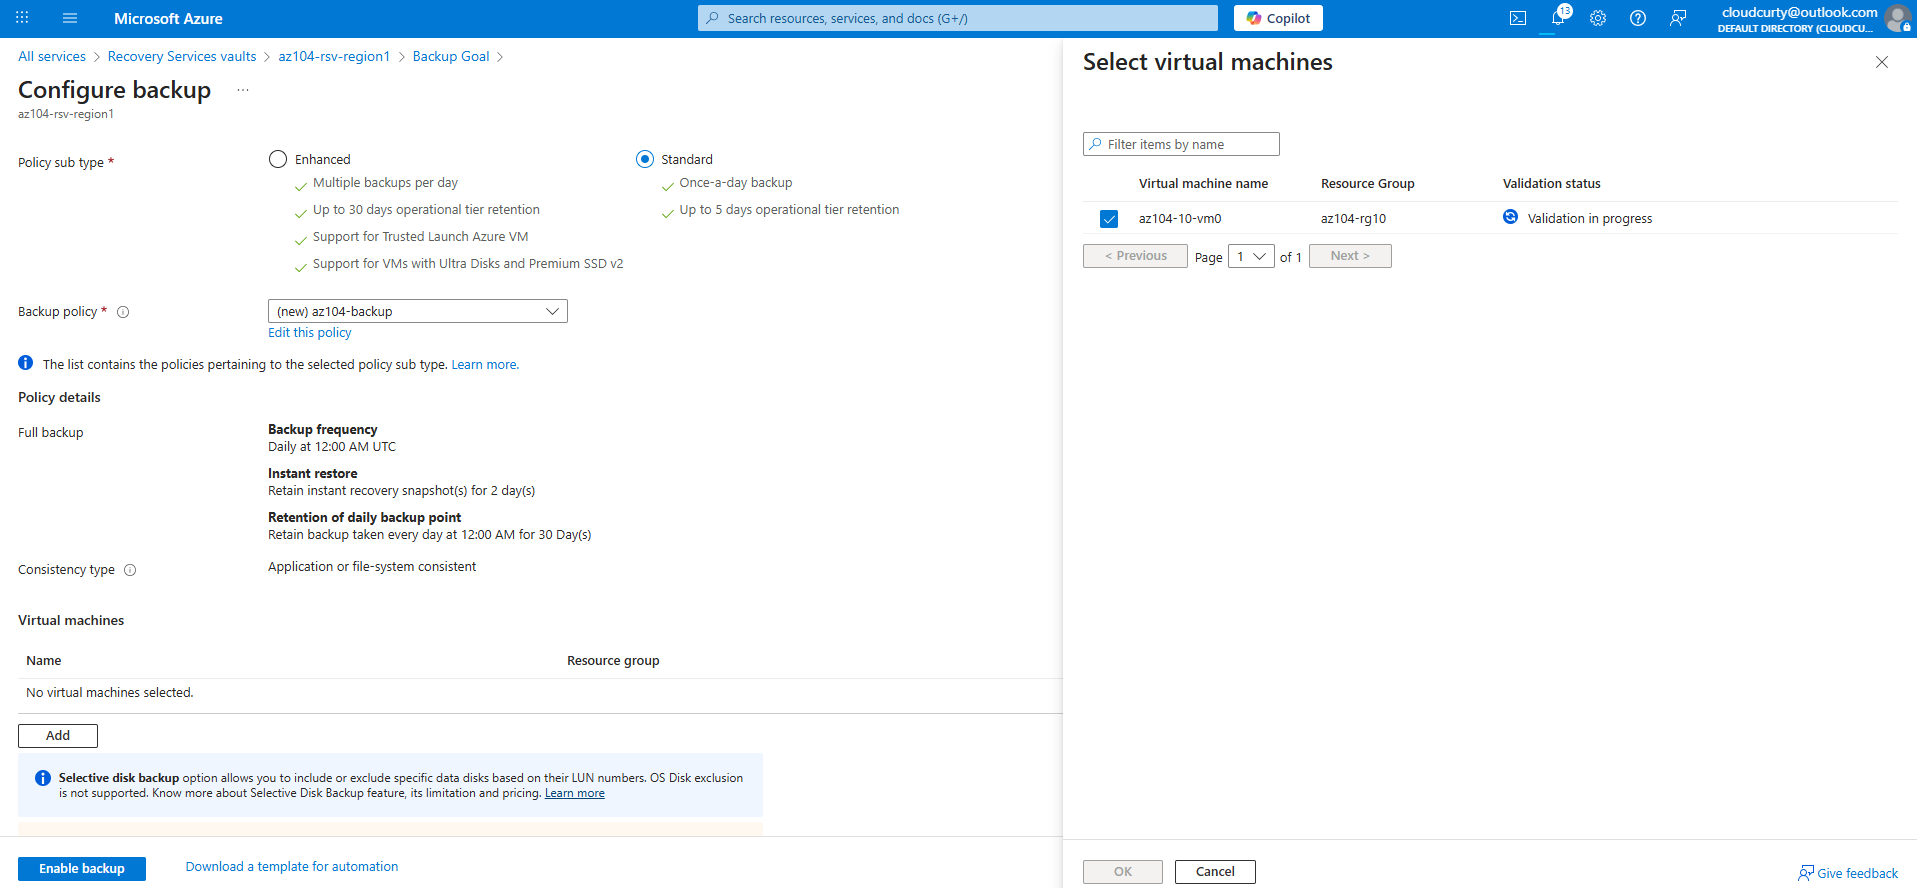 Microsoft Azure
Search resources, services, and docs (G+/)
Copilot
13
cloudcurty@outlook.com
DEFAULT DIRECTORY (CLOUDCU...
All services > Recovery Services vaults > az104-rsv-region1 > Backup Goal >
Configure backup ...
az104-rsv-region1
Policy sub type *
Enhanced
Multiple backups per day
Up to 30 days operational tier retention
Support for Trusted Launch Azure VM
Support for VMs with Ultra Disks and Premium SSD v2
Standard
Once-a-day backup
Up to 5 days operational tier retention
Backup policy *
(new) az104-backup
Edit this policy
The list contains the policies pertaining to the selected policy sub type. Learn more.
Policy details
Full backup
Backup frequency
Daily at 12:00 AM UTC
Instant restore
Retain instant recovery snapshot(s) for 2 day(s)
Retention of daily backup point
Retain backup taken every day at 12:00 AM for 30 Day(s)
Consistency type
Application or file-system consistent
Virtual machines
Name Resource group
No virtual machines selected.
Add
Selective disk backup option allows you to include or exclude specific data disks based on their LUN numbers. OS Disk exclusion
is not supported. Know more about Selective Disk Backup feature, its limitation and pricing. Learn more
Enable backup
Download a template for automation
Select virtual machines
Filter items by name
Virtual machine name Resource Group Validation status
az104-10-vm0 az104-rg10 Validation in progress
< Previous Page 1 of 1 Next >
OK
Cancel
Give feedback